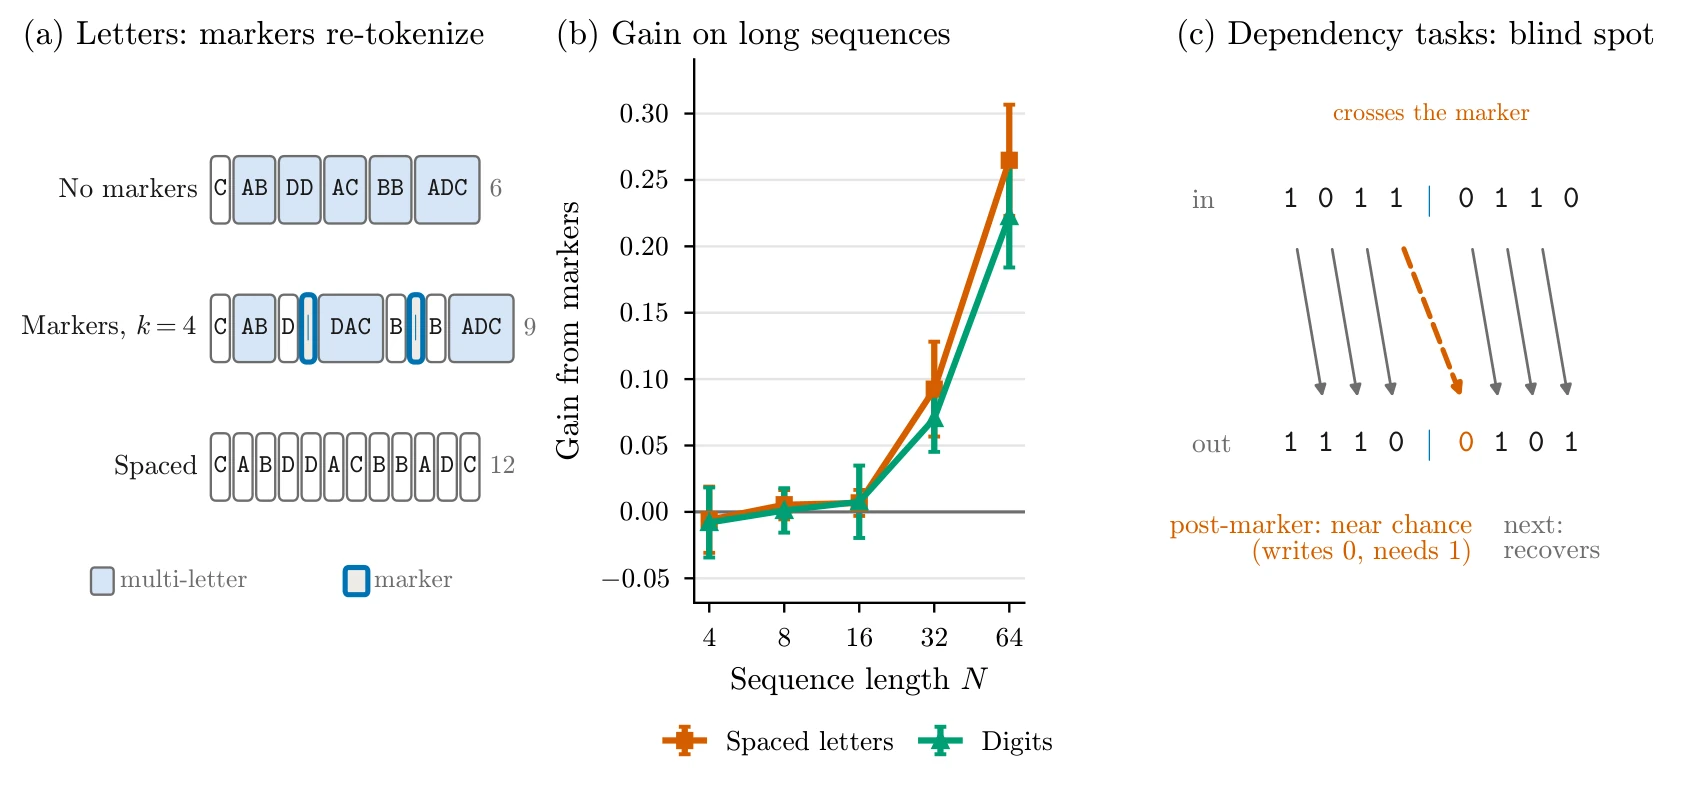 (a) Letters: markers re-tokenize
No markers C AB DD AC BB ADC 6
Markers, k = 4 C AB D | DAC B | B ADC 9
Spaced C A B D D A C B B A D C 12
multi-letter marker
(b) Gain on long sequences
Gain from markers
0.30
0.25
0.20
0.15
0.10
0.05
0.00
−0.05
4 8 16 32 64
Sequence length N
Spaced letters Digits
(c) Dependency tasks: blind spot
crosses the marker
in 1 0 1 1 | 0 1 1 0
out 1 1 1 0 | 0 1 0 1
post-marker: near chance
(writes 0, needs 1)
next:
recovers